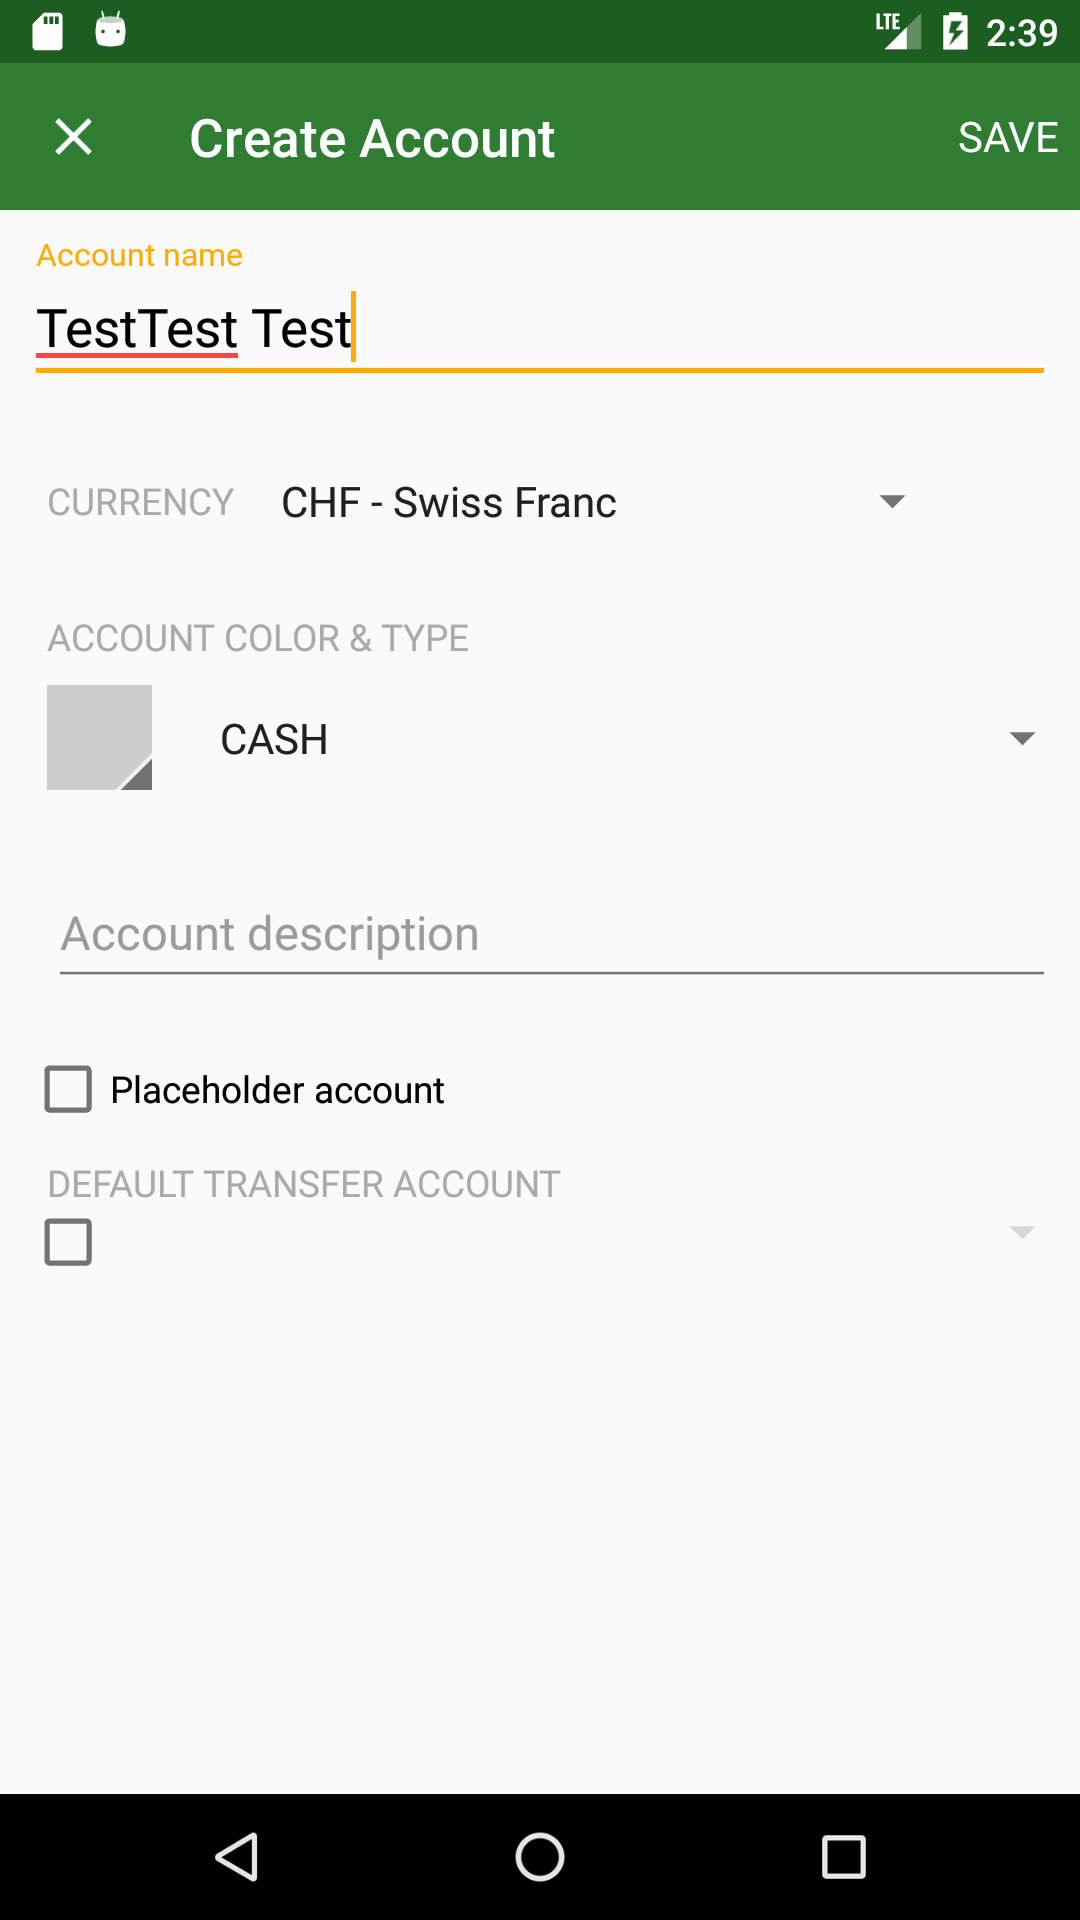 LTE 2:39
Create Account SAVE
Account name
TestTest Test
CURRENCY CHF - Swiss Franc
ACCOUNT COLOR & TYPE
CASH
Account description
Placeholder account
DEFAULT TRANSFER ACCOUNT